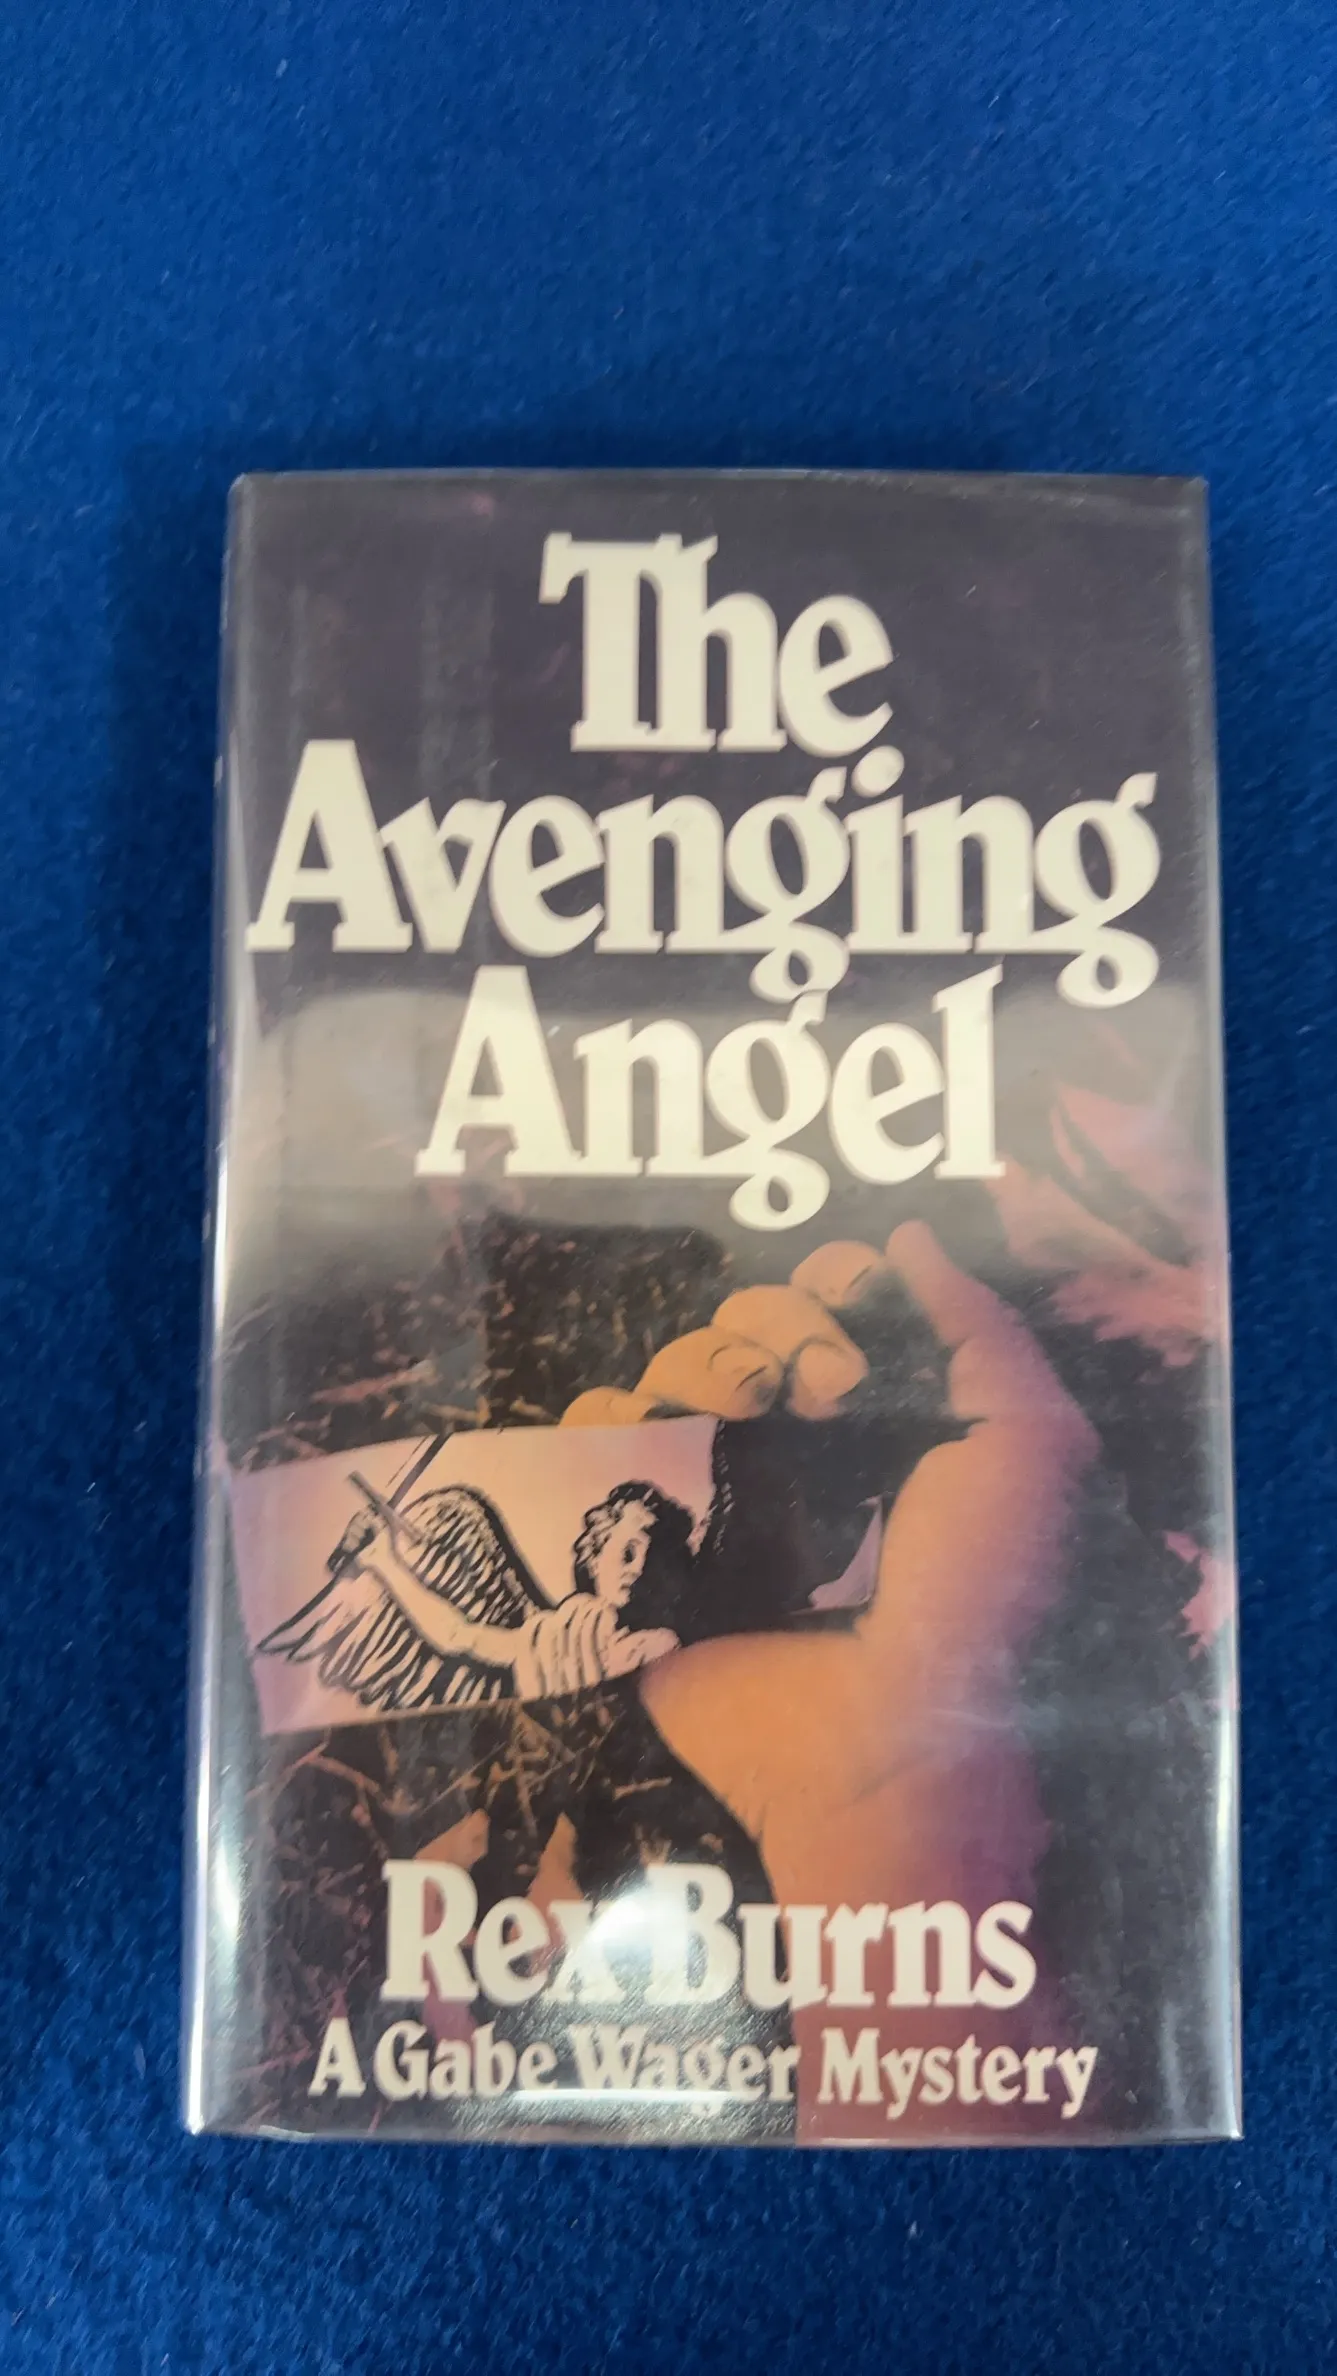 The
Avenging
Angel
Rex Burns
A Gabe Wager Mystery